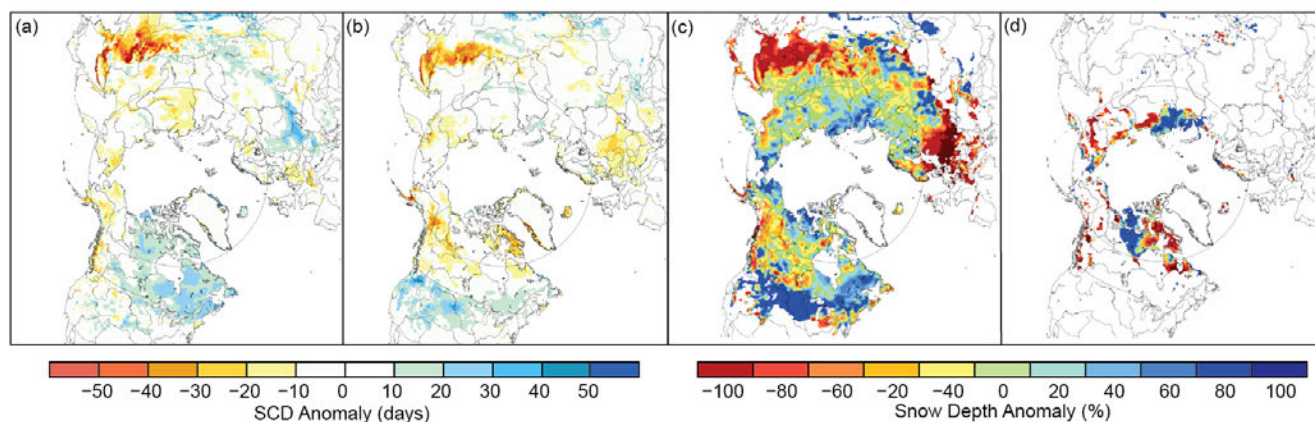 (a) (b) (c) (d)
−50 −40 −30 −20 −10 0 10 20 30 40 50
SCD Anomaly (days)
−100 −80 −60 −20 −40 0 20 40 60 80 100
Snow Depth Anomaly (%)